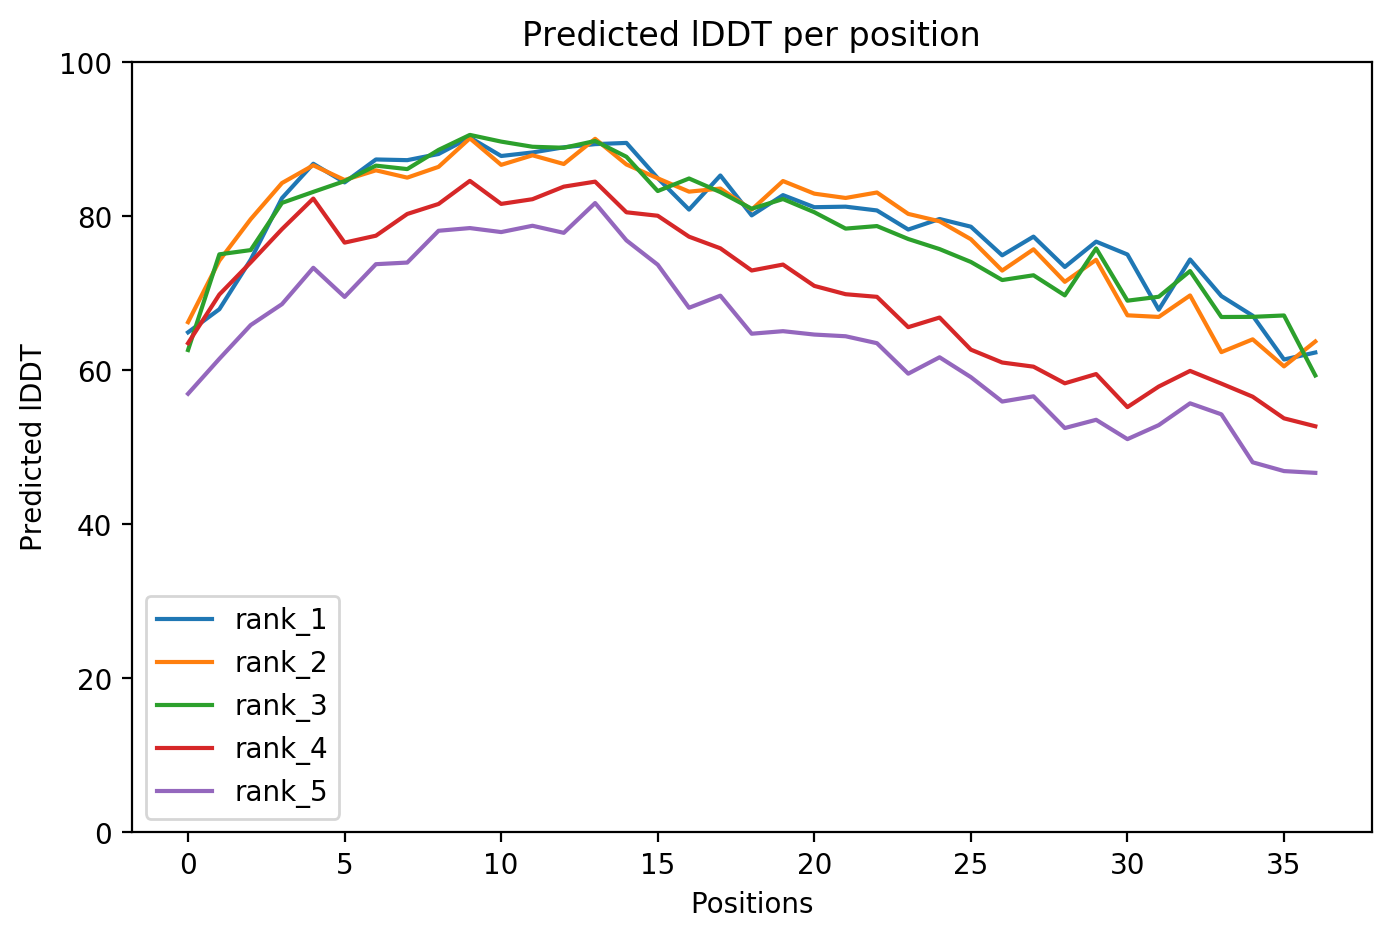 Predicted lDDT per position
100
80
60
40
20
0
Predicted lDDT
rank_1
rank_2
rank_3
rank_4
rank_5
0 5 10 15 20 25 30 35
Positions